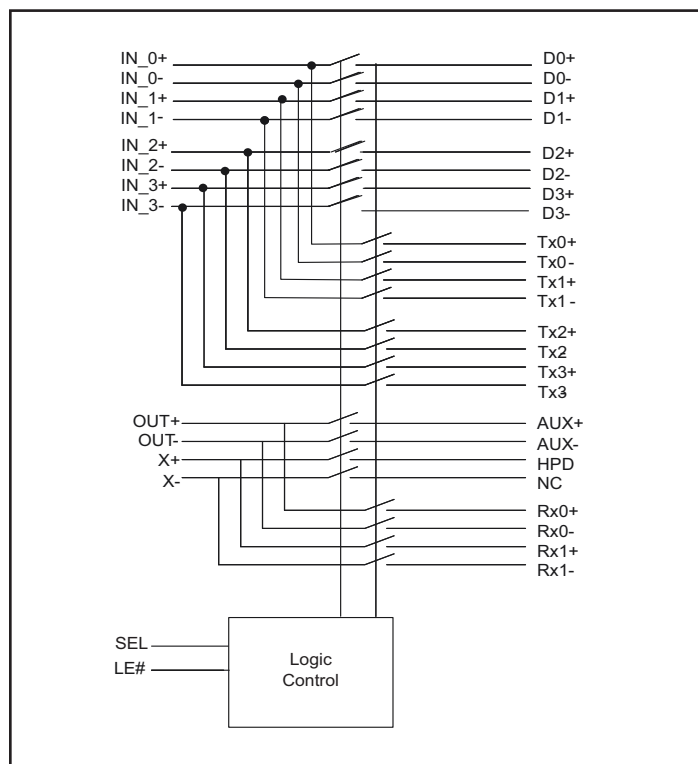 IN_0+ D0+
IN_0- D0-
IN_1+ D1+
IN_1- D1-
IN_2+ D2+
IN_2- D2-
IN_3+ D3+
IN_3- D3-
Tx0+
Tx0-
Tx1+
Tx1-
Tx2+
Tx2-
Tx3+
Tx3-
OUT+ AUX+
OUT- AUX-
X+ HPD
X- NC
Rx0+
Rx0-
Rx1+
Rx1-
SEL
LE#
Logic
Control